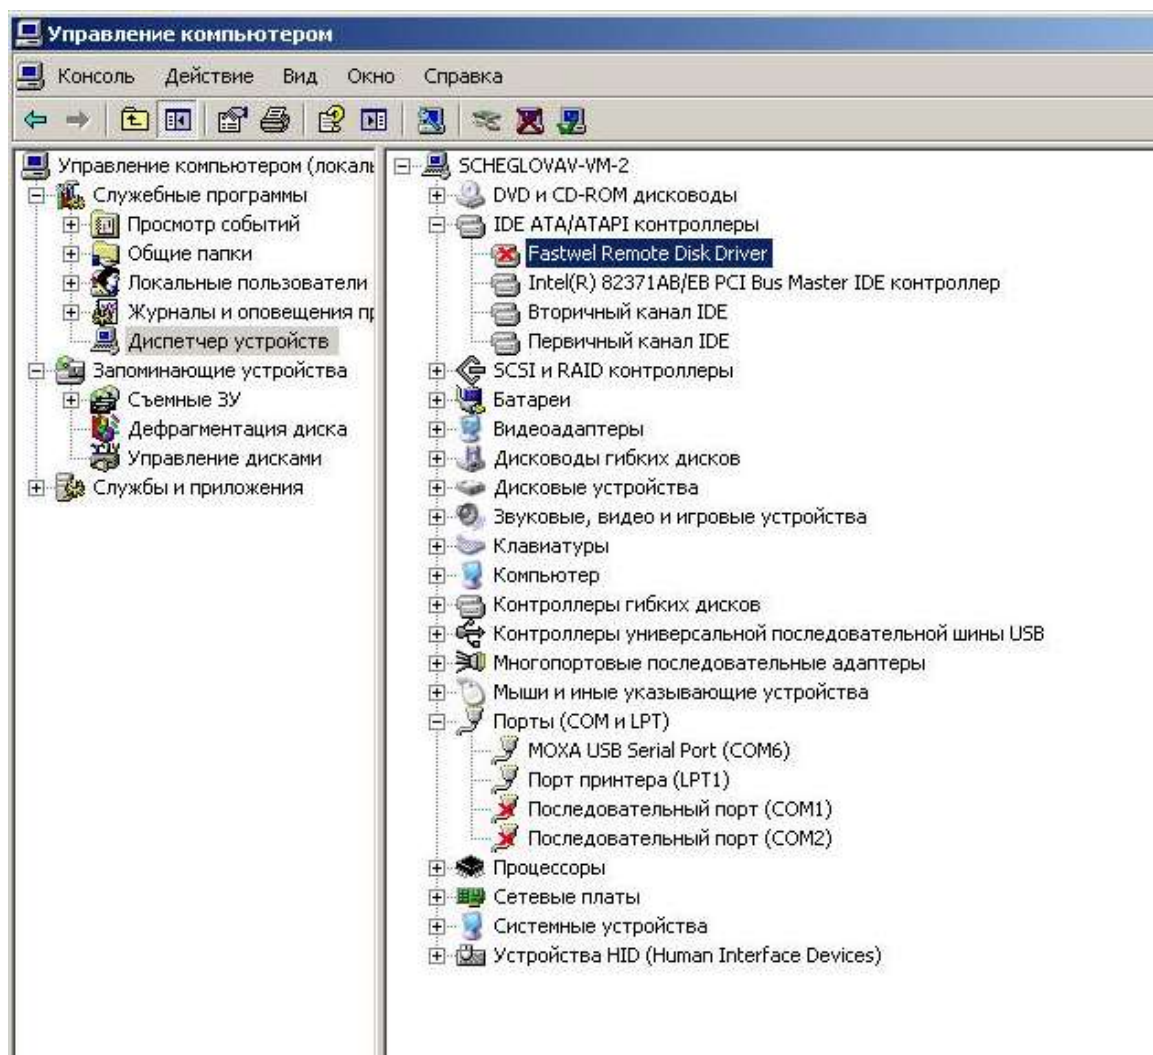 Управление компьютером
Консоль Действие Вид Окно Справка
Управление компьютером (локаль
Служебные программы
Просмотр событий
Общие папки
Локальные пользователи
Журналы и оповещения пр
Диспетчер устройств
Запоминающие устройства
Съемные ЗУ
Дефрагментация диска
Управление дисками
Службы и приложения
SCHEGLOVAV-VM-2
DVD и CD-ROM дисководы
IDE ATA/ATAPI контроллеры
Fastwel Remote Disk Driver
Intel(R) 82371AB/EB PCI Bus Master IDE контроллер
Вторичный канал IDE
Первичный канал IDE
SCSI и RAID контроллеры
Батареи
Видеоадаптеры
Дисководы гибких дисков
Дисковые устройства
Звуковые, видео и игровые устройства
Клавиатуры
Компьютер
Контроллеры гибких дисков
Контроллеры универсальной последовательной шины USB
Многопортовые последовательные адаптеры
Мыши и иные указывающие устройства
Порты (COM и LPT)
MOXA USB Serial Port (COM6)
Порт принтера (LPT1)
Последовательный порт (COM1)
Последовательный порт (COM2)
Процессоры
Сетевые платы
Системные устройства
Устройства HID (Human Interface Devices)